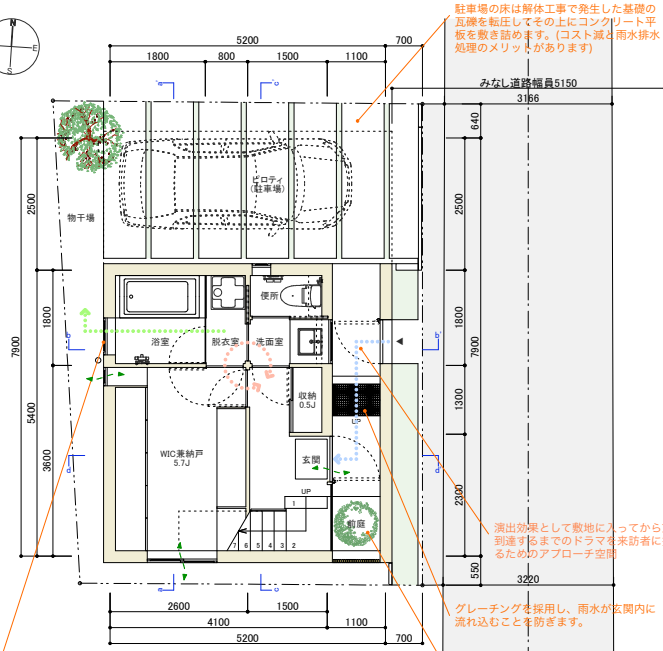 駐車場の床は解体工事で発生した基礎の
瓦礫を転圧してその上にコンクリート平
板を敷き詰めます。(コスト減と雨水排水
処理のメリットがあります)
N
E
S
5200
700
1800
800
1500
1100
みなし道路幅員5150
3166
640
a'
c'
ピロティ
(駐車場)
物干場
2500
2500
便所
1800
1800
浴室
脱衣室
洗面室
b'
b'
7900
7900
収納
0.5J
1300
UP
5400
WIC兼納戸
5.7J
玄関
3600
d'
d'
UP
2300
前庭
7
6
5
4
3
2
1
演出効果として敷地に入ってから
到達するまでのドラマを来訪者に
るためのアプローチ空間
550
3220
a
c
2600
1500
1100
グレーチングを採用し、雨水が玄関内に
流れ込むことを防ぎます。
4100
5200
700